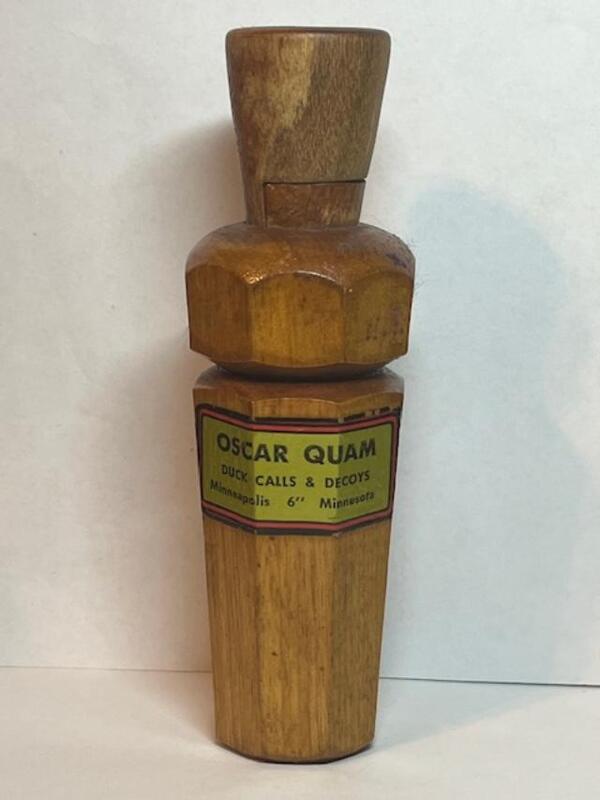 OSCAR QUAM
DUCK CALLS & DECOYS
Minneapolis 6" Minnesota